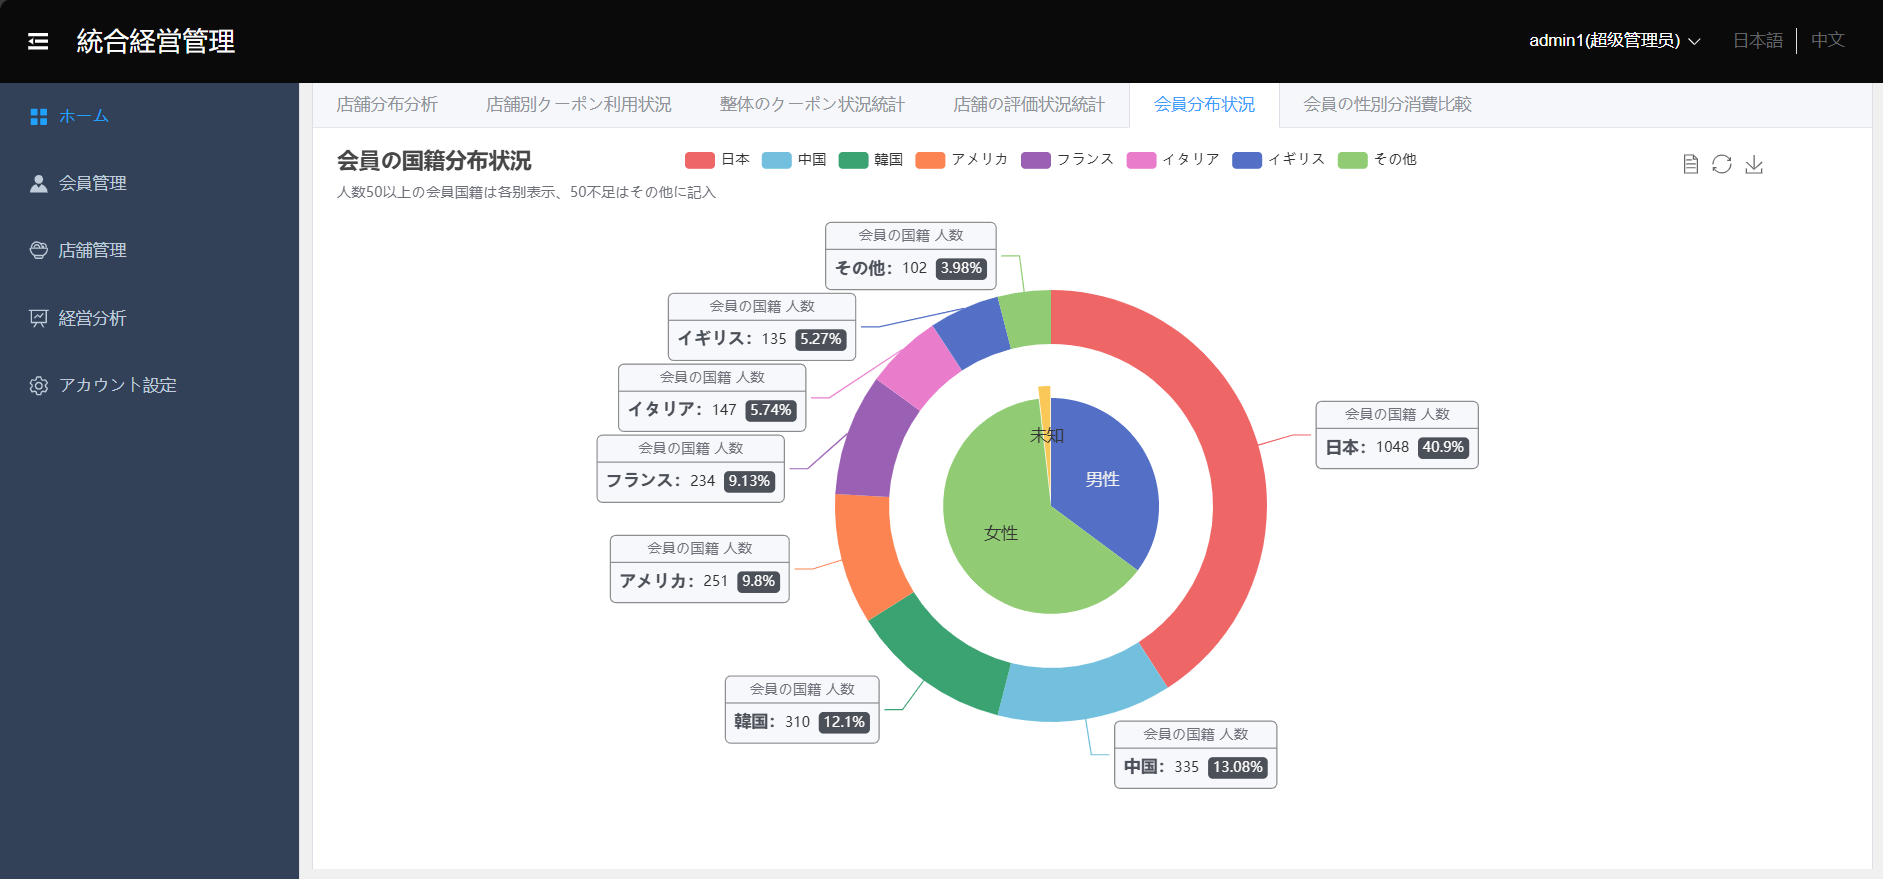 統合経営管理
admin1(超级管理员)
日本語
中文
ホーム
会員管理
店舗管理
経営分析
アカウント設定
店舗分布分析
店舗別クーポン利用状況
整体のクーポン状況統計
店舗の評価状況統計
会員分布状況
会員の性別分消費比較
会員の国籍分布状況
人数50以上の会員国籍は各別表示、50不足はその他に記入
日本
中国
韓国
アメリカ
フランス
イタリア
イギリス
その他
会員の国籍 人数
その他： 102 3.98%
会員の国籍 人数
イギリス： 135 5.27%
会員の国籍 人数
イタリア： 147 5.74%
会員の国籍 人数
フランス： 234 9.13%
会員の国籍 人数
アメリカ： 251 9.8%
会員の国籍 人数
韓国： 310 12.1%
会員の国籍 人数
中国： 335 13.08%
会員の国籍 人数
日本： 1048 40.9%
未知
男性
女性